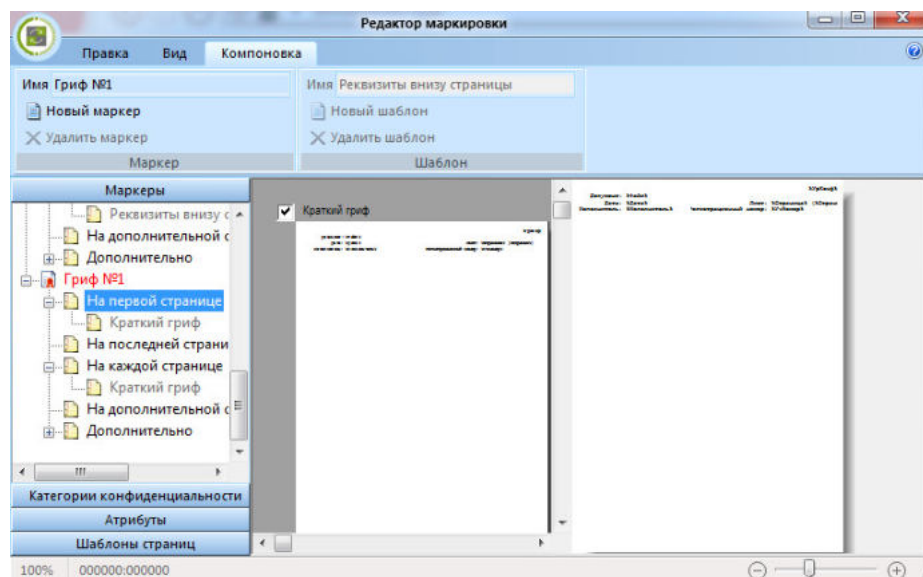 Редактор маркировки
Правка Вид Компоновка
Имя Гриф №1
Новый маркер
Удалить маркер
Маркер
Имя Реквизиты внизу страницы
Новый шаблон
Удалить шаблон
Шаблон
Маркеры
Реквизиты внизу с
На дополнительной с
Дополнительно
Гриф №1
На первой странице
Краткий гриф
На последней страни
На каждой странице
Краткий гриф
На дополнительной с
Дополнительно
Категории конфиденциальности
Атрибуты
Шаблоны страниц
Краткий гриф
100% 000000:000000